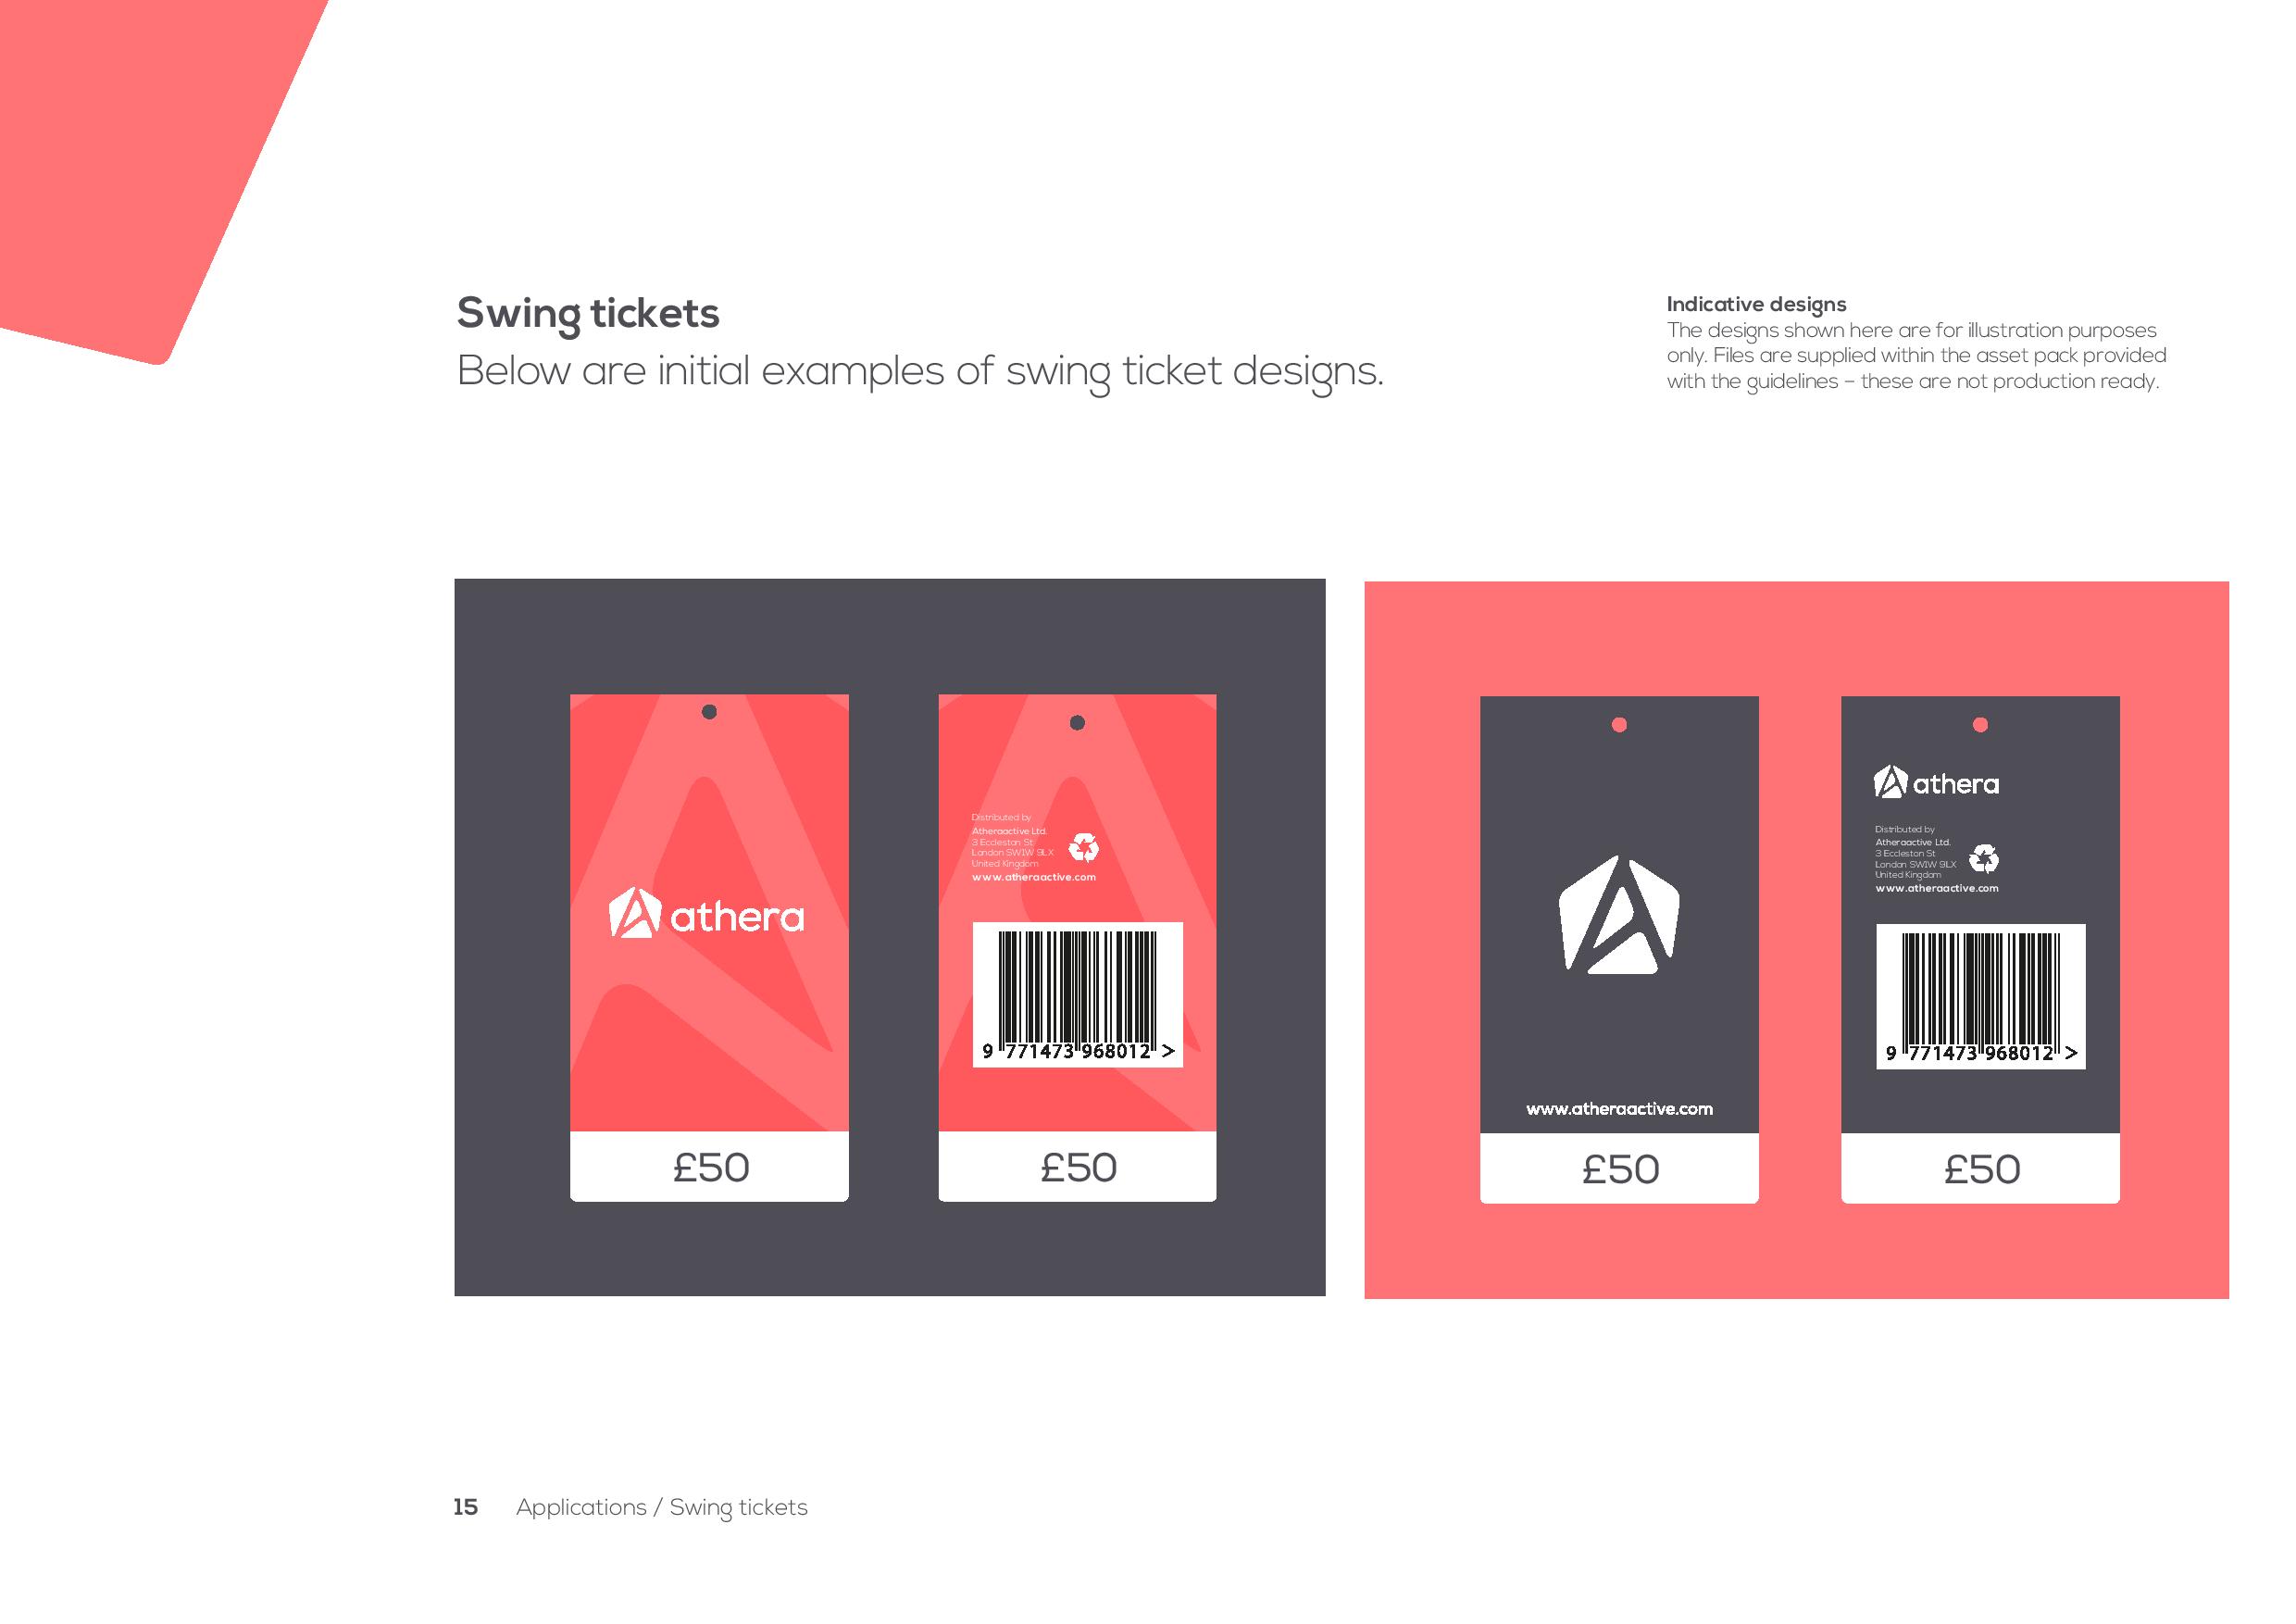 Swing tickets
Below are initial examples of swing ticket designs.
Indicative designs
The designs shown here are for illustration purposes
only. Files are supplied within the asset pack provided
with the guidelines – these are not production ready.
athera
£50
Distributed by
Atheraactive Ltd.
3 Eccleston St
London SW1W 9LX
United Kingdom
www.atheraactive.com
9 771473 968012 >
£50
www.atheraactive.com
£50
athera
Distributed by
Atheraactive Ltd.
3 Eccleston St
London SW1W 9LX
United Kingdom
www.atheraactive.com
9 771473 968012 >
£50
15 Applications / Swing tickets